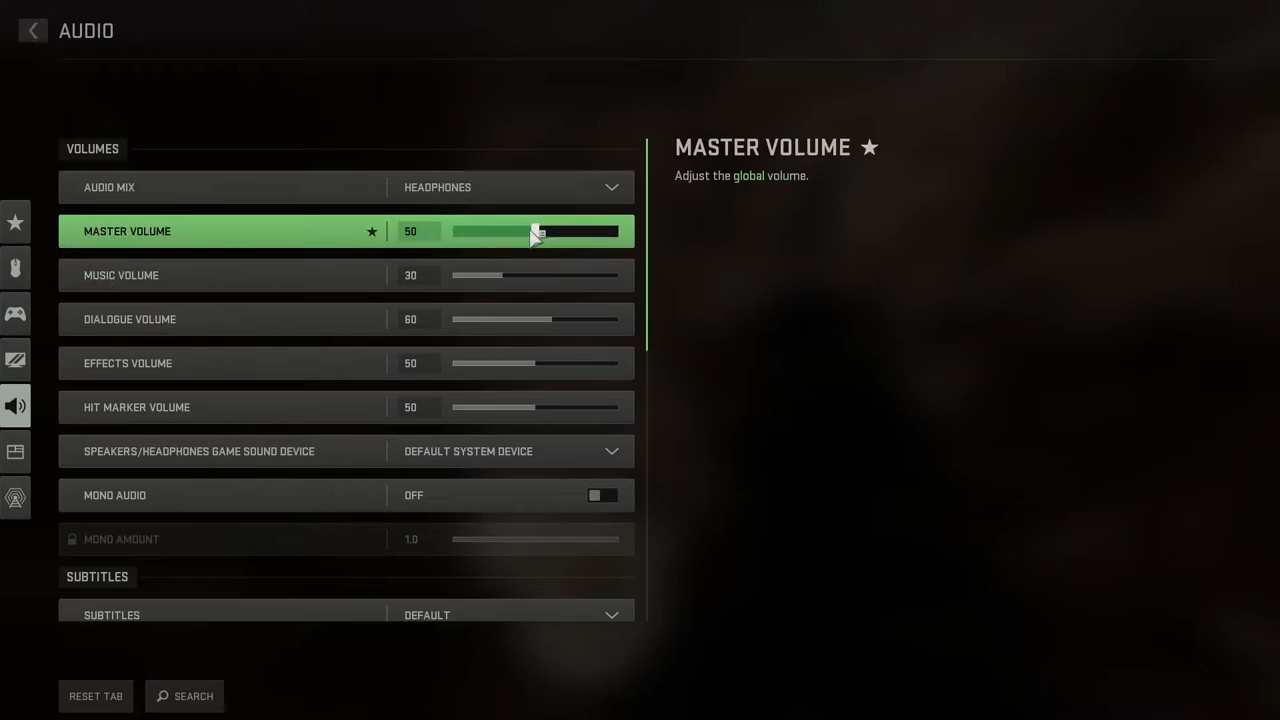 AUDIO
VOLUMES
AUDIO MIX HEADPHONES
MASTER VOLUME 50
MUSIC VOLUME 30
DIALOGUE VOLUME 60
EFFECTS VOLUME 50
HIT MARKER VOLUME 50
SPEAKERS/HEADPHONES GAME SOUND DEVICE DEFAULT SYSTEM DEVICE
MONO AUDIO OFF
MONO AMOUNT 1.0
SUBTITLES
SUBTITLES DEFAULT
RESET TAB SEARCH
MASTER VOLUME
Adjust the global volume.